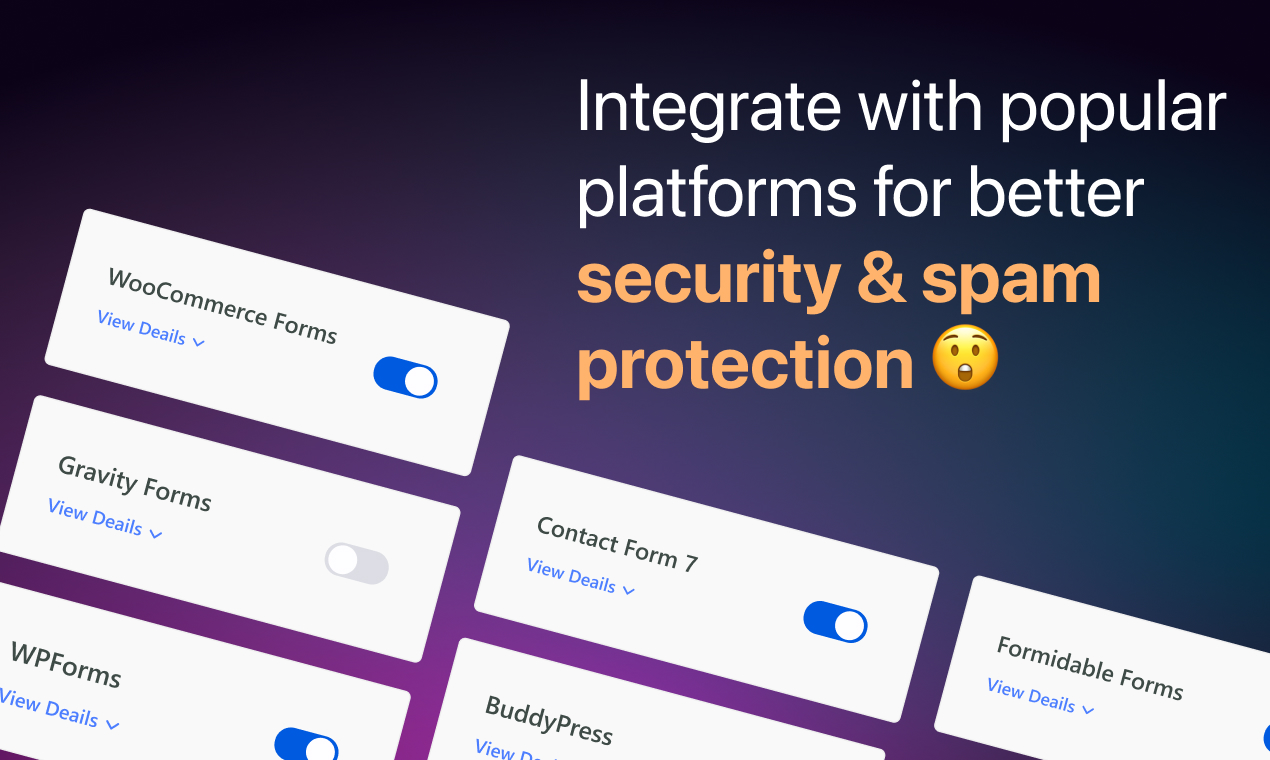 Integrate with popular
platforms for better
security & spam
protection 😲
WooCommerce Forms
View Deails
Gravity Forms
View Deails
WPForms
View Deails
Contact Form 7
View Deails
BuddyPress
View
Formidable Forms
View Deails